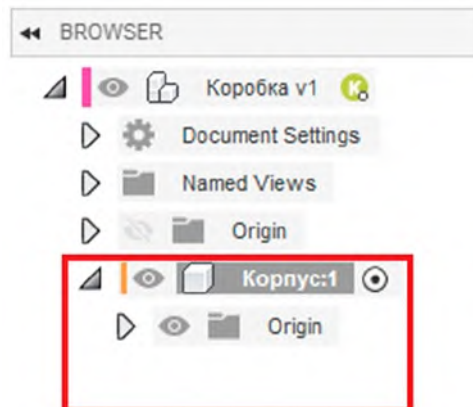 BROWSER
Коробка v1 K
Document Settings
Named Views
Origin
Корпус:1
Origin